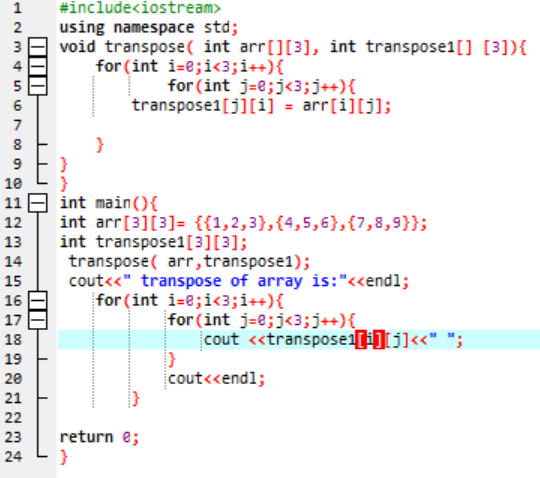 1 #include<iostream>
2 using namespace std;
3 void transpose( int arr[][3], int transpose1[] [3]){
4 for(int i=0;i<3;i++){
5 for(int j=0;j<3;j++){
6 transpose1[j][i] = arr[i][j];
7
8 }
9 }
10 }
11 int main(){
12 int arr[3][3]= {{1,2,3},{4,5,6},{7,8,9}};
13 int transpose1[3][3];
14 transpose( arr,transpose1);
15 cout<<" transpose of array is:"<<endl;
16 for(int i=0;i<3;i++){
17 for(int j=0;j<3;j++){
18 cout <<transpose1[i][j]<<" ";
19 }
20 cout<<endl;
21 }
22
23 return 0;
24 }